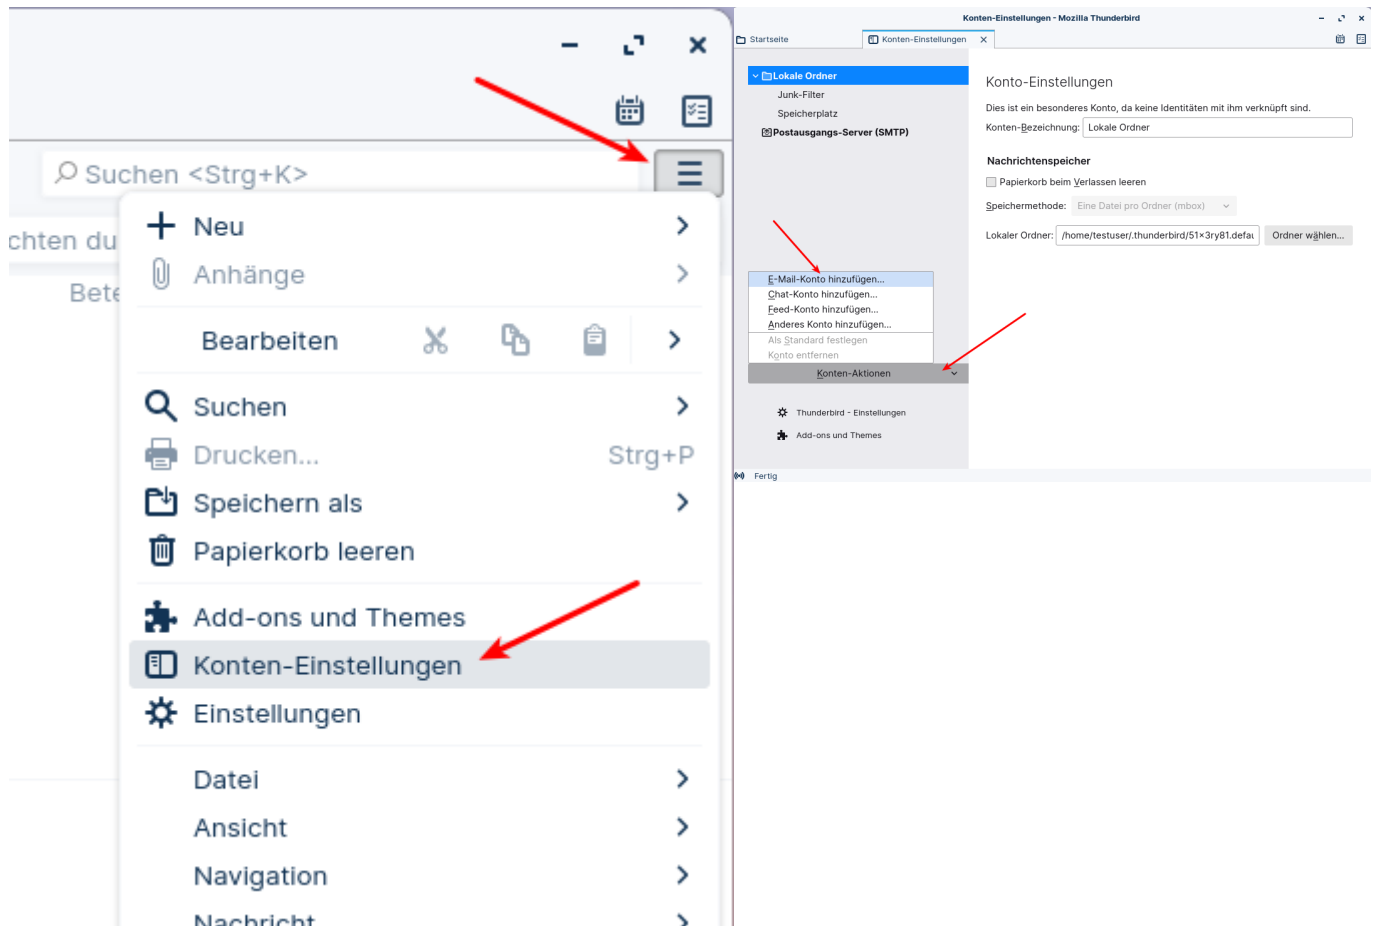 Suchen <Strg+K>
chten du
Bete
Neu
Anhänge
Bearbeiten
Suchen
Drucken... Strg+P
Speichern als
Papierkorb leeren
Add-ons und Themes
Konten-Einstellungen
Einstellungen
Datei
Ansicht
Navigation
Nachricht
Konten-Einstellungen - Mozilla Thunderbird
Startseite
Konten-Einstellungen
Lokale Ordner
Junk-Filter
Speicherplatz
Postausgangs-Server (SMTP)
E-Mail-Konto hinzufügen...
Chat-Konto hinzufügen...
Feed-Konto hinzufügen...
Anderes Konto hinzufügen...
Als Standard festlegen
Konto entfernen
Konten-Aktionen
Thunderbird - Einstellungen
Add-ons und Themes
Konto-Einstellungen
Dies ist ein besonderes Konto, da keine Identitäten mit ihm verknüpft sind.
Konten-Bezeichnung: Lokale Ordner
Nachrichtenspeicher
Papierkorb beim Verlassen leeren
Speichermethode: Eine Datei pro Ordner (mbox)
Lokaler Ordner: /home/testuser/.thunderbird/51x3ry81.defau Ordner wählen...
Fertig